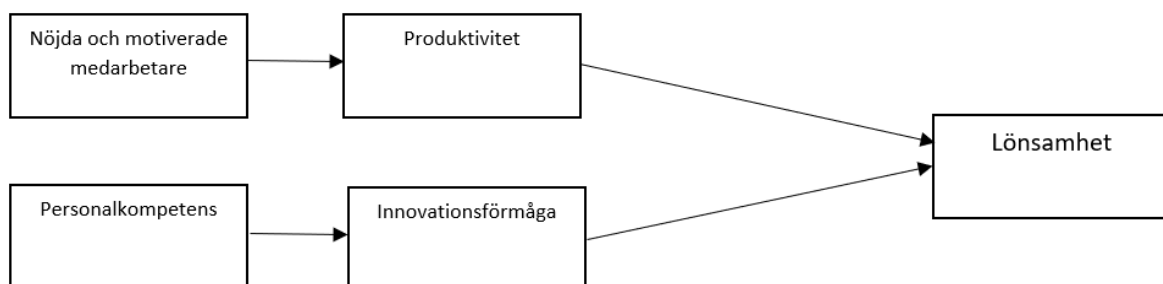 Nöjda och motiverade
medarbetare
Produktivitet
Lönsamhet
Personalkompetens
Innovationsförmåga